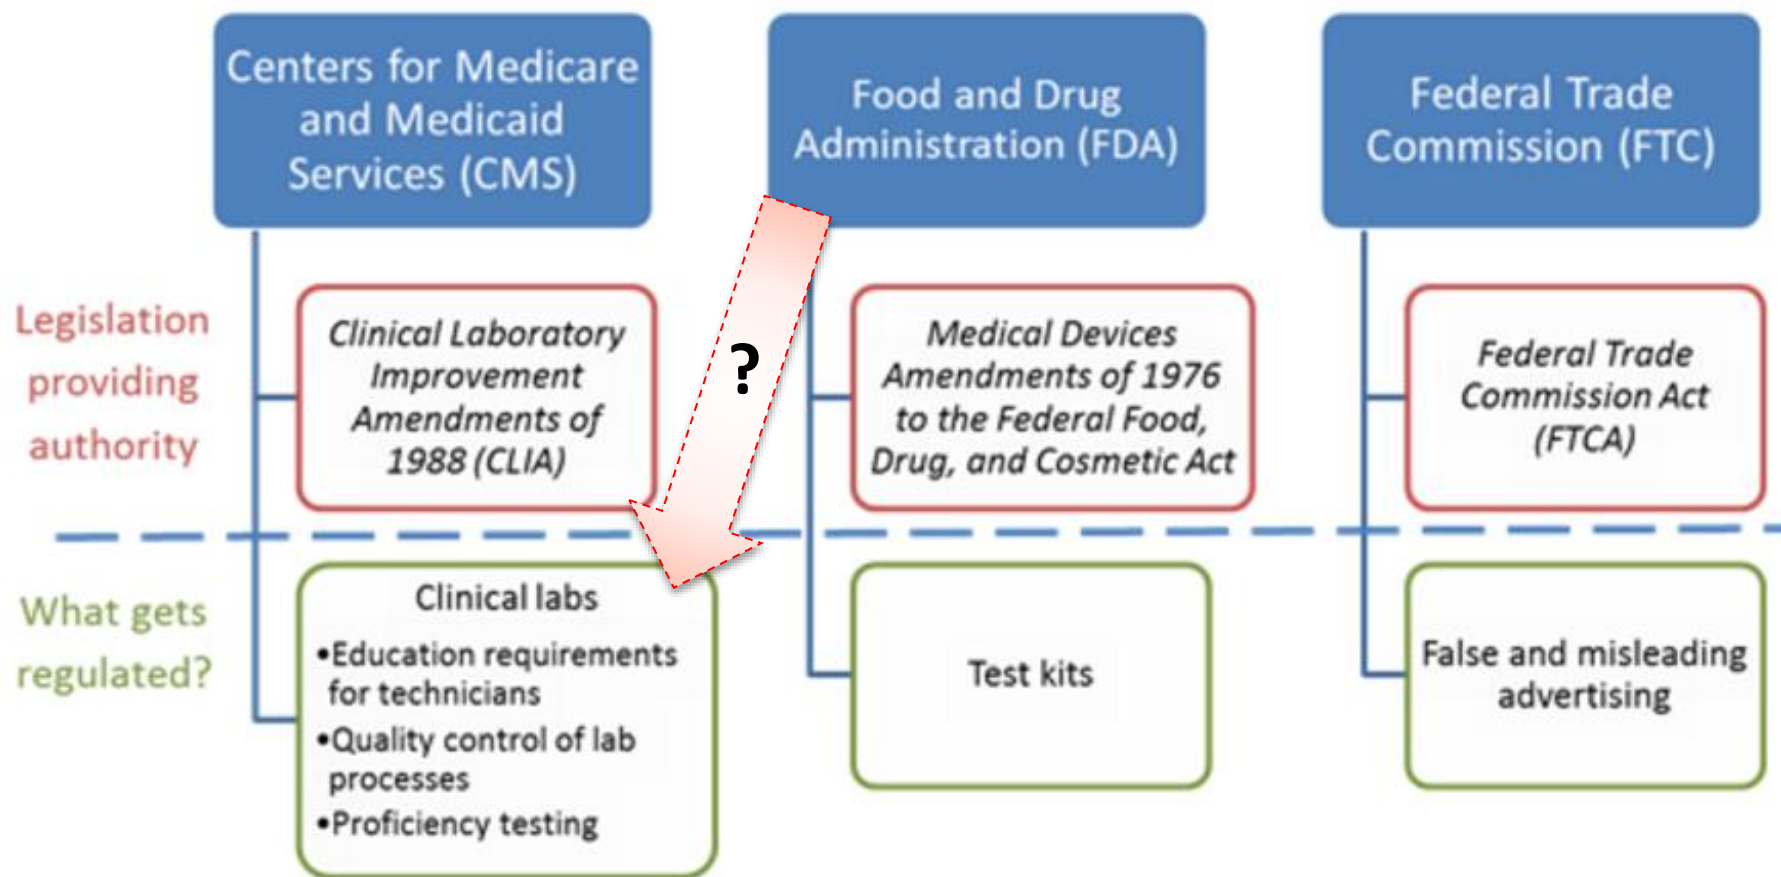 Centers for Medicare
and Medicaid
Services (CMS)
Food and Drug
Administration (FDA)
Federal Trade
Commission (FTC)
Legislation
providing
authority
Clinical Laboratory
Improvement
Amendments of
1988 (CLIA)
?
Medical Devices
Amendments of 1976
to the Federal Food,
Drug, and Cosmetic Act
Federal Trade
Commission Act
(FTCA)
What gets
regulated?
Clinical labs
•Education requirements
for technicians
•Quality control of lab
processes
•Proficiency testing
Test kits
False and misleading
advertising